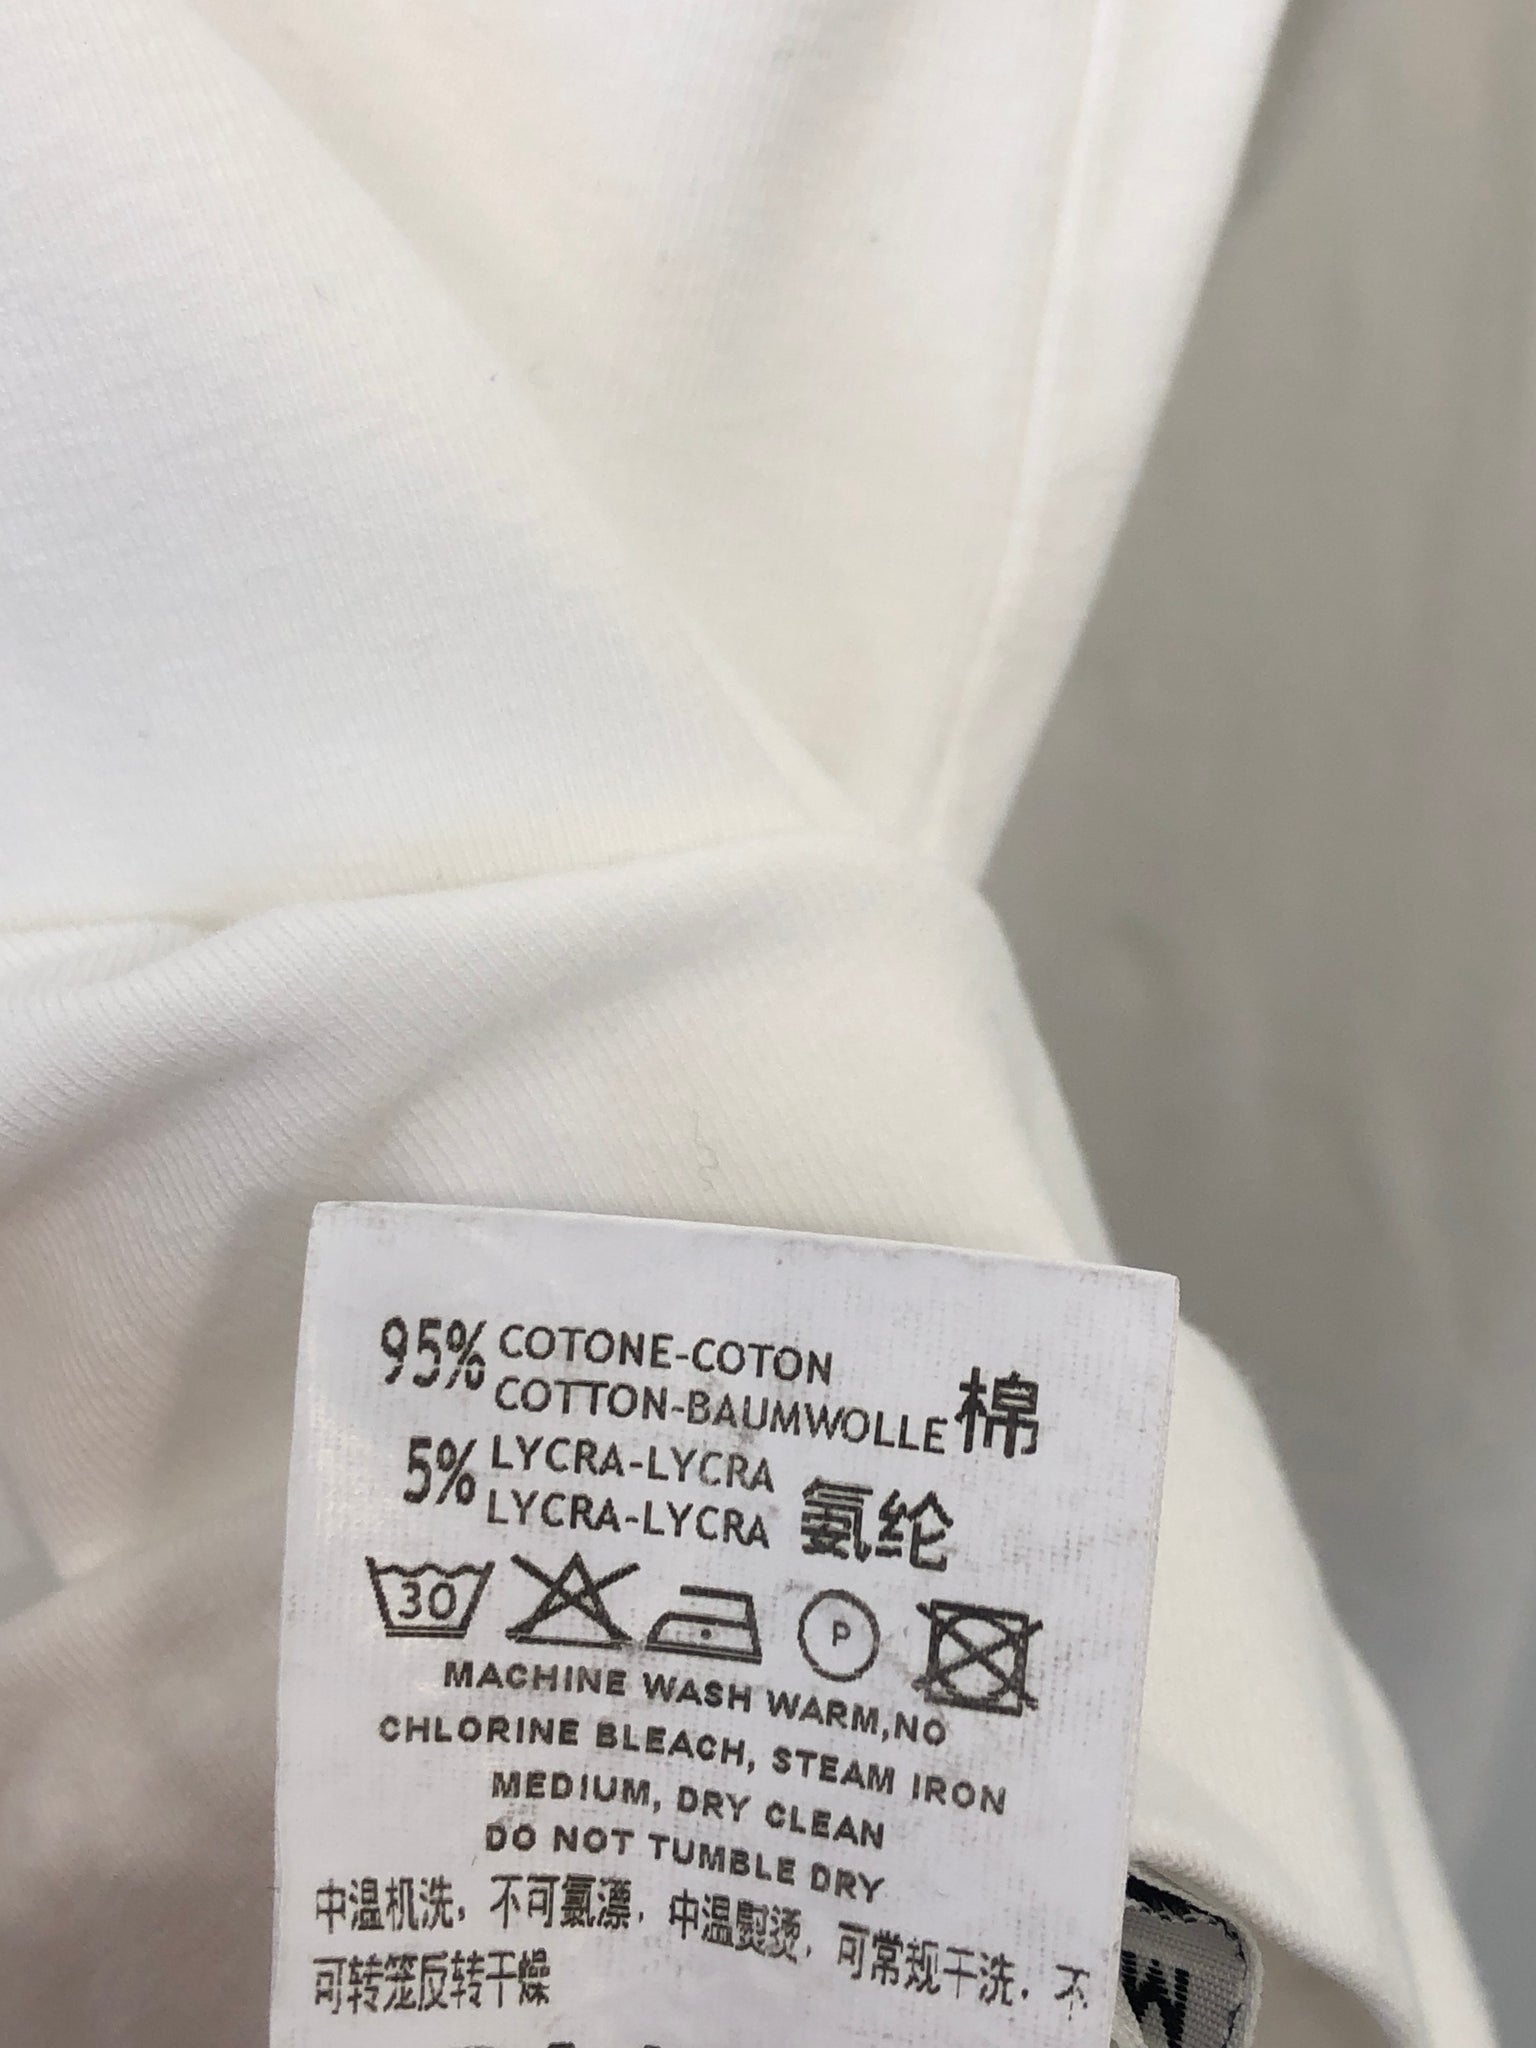 95% COTONE-COTON
COTTON-BAUMWOLLE 棉
5% LYCRA-LYCRA
LYCRA-LYCRA 氨纶
30
P
MACHINE WASH WARM,NO
CHLORINE BLEACH, STEAM IRON
MEDIUM, DRY CLEAN
DO NOT TUMBLE DRY
中温机洗，不可氯漂，中温熨烫，可常规干洗，不
可转笼反转干燥
M